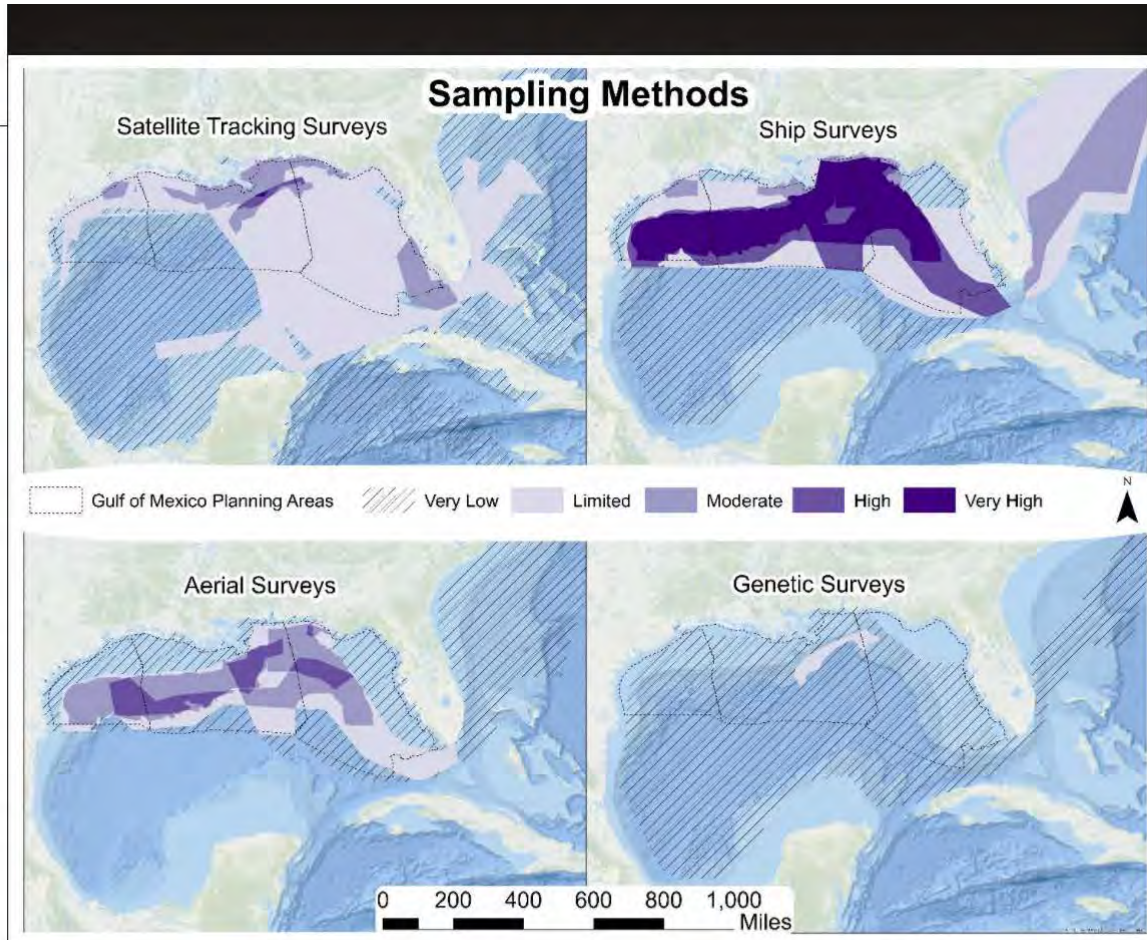 Sampling Methods
Satellite Tracking Surveys
Ship Surveys
Gulf of Mexico Planning Areas Very Low Limited Moderate High Very High
N
Aerial Surveys
Genetic Surveys
0 200 400 600 800 1,000
Miles